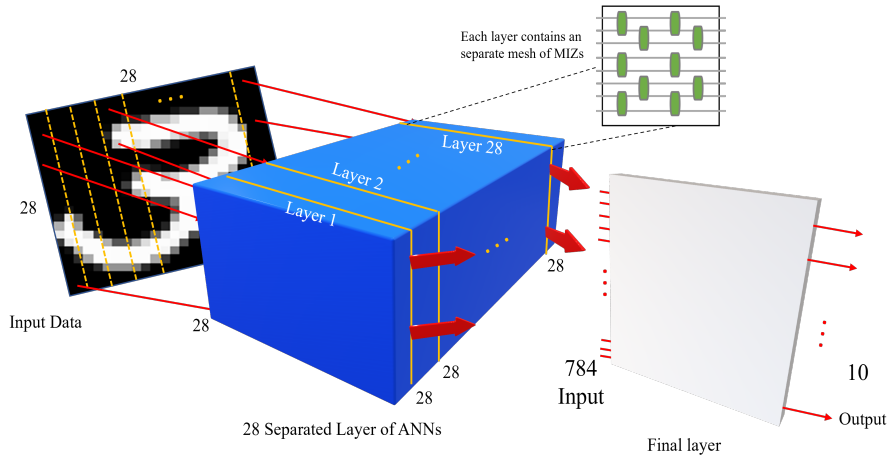 28
28
Input Data
Each layer contains an
separate mesh of MIZs
Layer 28
Layer 2
Layer 1
28
28
28
28
28 Separated Layer of ANNs
784
Input
10
Output
Final layer